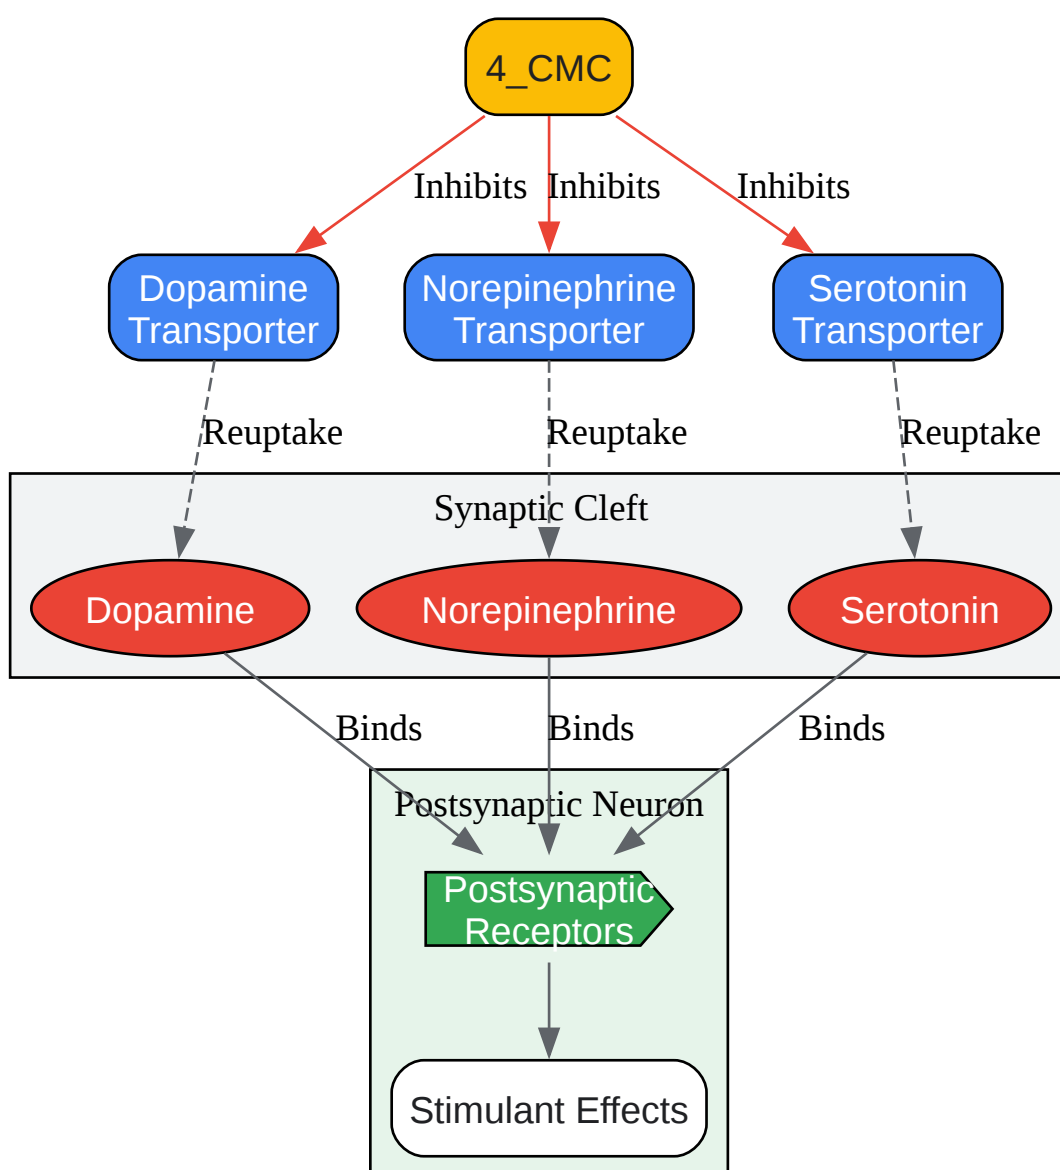 4_CMC
Inhibits
Inhibits
Inhibits
Dopamine
Transporter
Norepinephrine
Transporter
Serotonin
Transporter
Reuptake
Reuptake
Reuptake
Synaptic Cleft
Dopamine
Norepinephrine
Serotonin
Binds
Binds
Binds
Postsynaptic Neuron
Postsynaptic
Receptors
Stimulant Effects